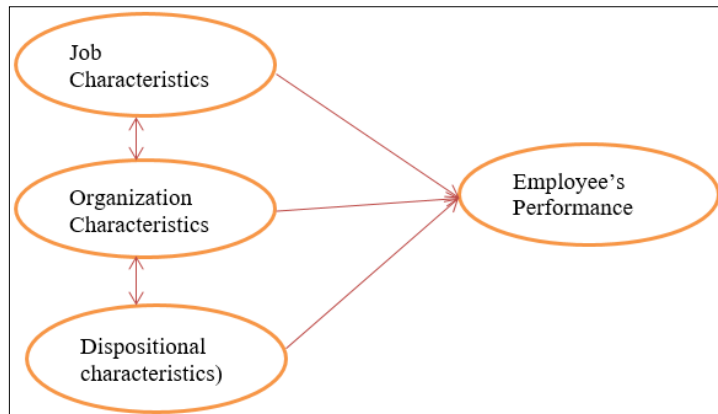 Job
Characteristics
Organization
Characteristics
Employee's
Performance
Dispositional
characteristics)